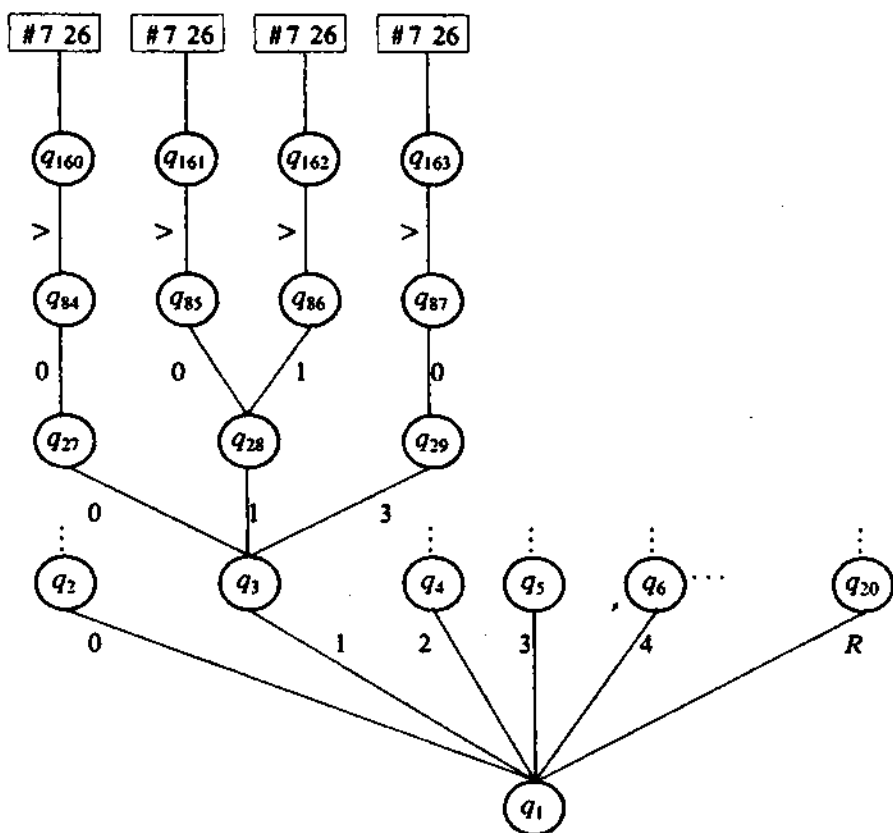 #7 26 #7 26 #7 26 #7 26
q160 q161 q162 q163
> > > >
q84 q85 q86 q87
0 0 1 0
q27 q28 q29
0 1 3
q2 q3 q4 q5 q6 ... q20
0 1 2 3 4 R
q1